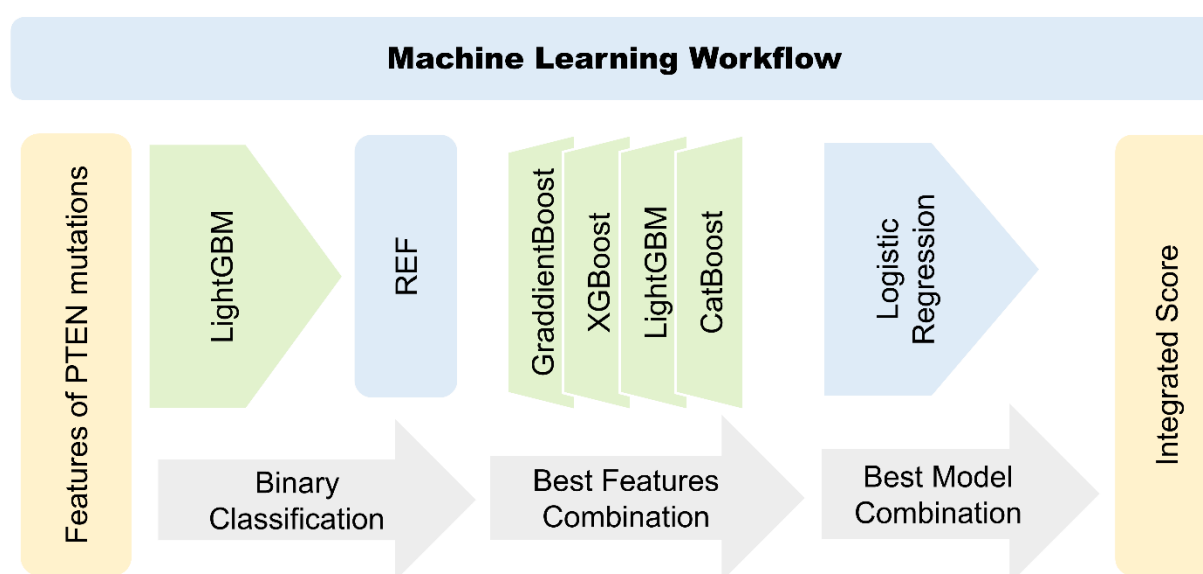 Machine Learning Workflow
Features of PTEN mutations
LightGBM
REF
GraddientBoost
XGBoost
LightGBM
CatBoost
Logistic
Regression
Integrated Score
Binary
Classification
Best Features
Combination
Best Model
Combination